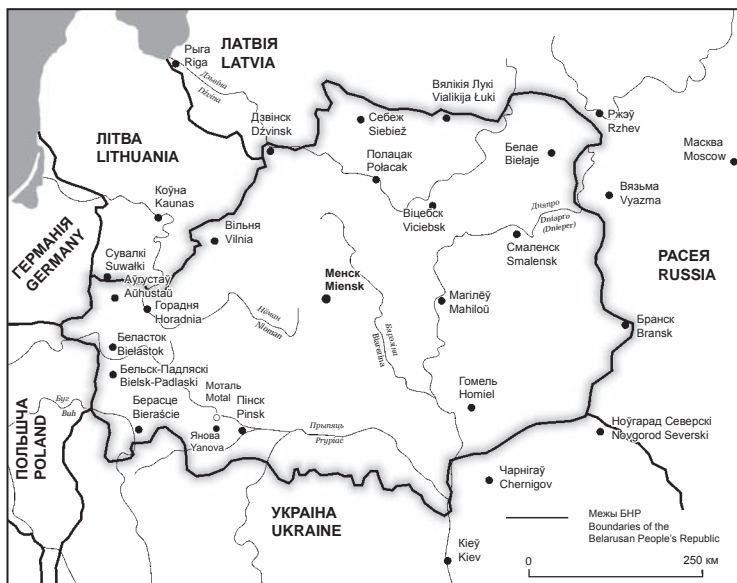 ЛАТВІЯ
LATVIA
Рыга
Riga
Дзьвіна
Dźvina
Вялікія Лукі
Vialikija Łuki
Себеж
Siebiež
Дзвінск
Dźvinsk
Ржэў
Rzhev
Масква
Moscow
ЛІТВА
LITHUANIA
Полацак
Połacak
Белае
Biełaje
Коўна
Kaunas
Вязьма
Vyazma
Віцебск
Viciebsk
Дняпро
Dniapro
(Dnieper)
Вільня
Vilnia
Смаленск
Smalensk
ГЕРМАНІЯ
GERMANY
РАСЕЯ
RUSSIA
Сувалкі
Suwałki
Аўгустаў
Aŭhustaŭ
Менск
Miensk
Магілёў
Mahiloŭ
Горадня
Horadnia
Нёман
Nioman
Бярэзіна
Biarezina
Бранск
Bransk
Беласток
Biełastok
Бельск-Падляскі
Bielsk-Padlaski
Гомель
Homiel
Моталь
Motal
Пінск
Pinsk
Буг
Buh
Берасце
Bieraście
Янова
Yanova
Прыпяць
Prypiać
Ноўгарад Северскі
Novgorod Severski
ПОЛЬШЧА
POLAND
Чарнігаў
Chernigov
УКРАІНА
UKRAINE
Межы БНР
Boundaries of the
Belarusan People's Republic
Кіеў
Kiev
0 250 км